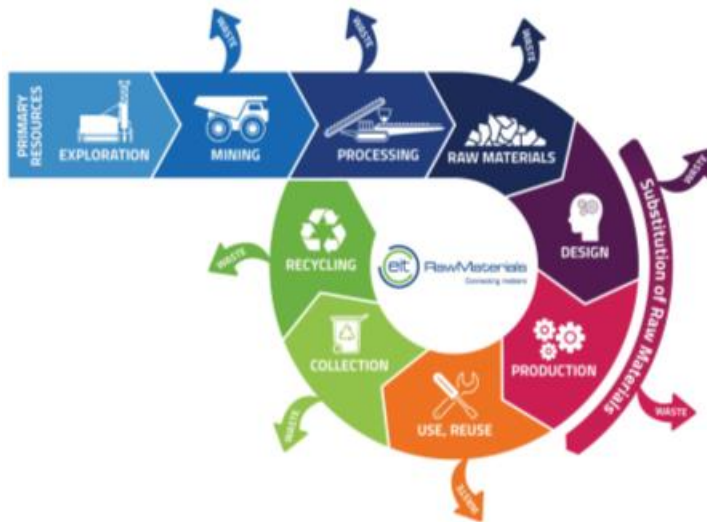 WASTE
WASTE
WASTE
PRIMARY
RESOURCES
EXPLORATION
MINING
PROCESSING
RAW MATERIALS
WASTE
DESIGN
Substitution of Raw Materials
RECYCLING
WASTE
eit RawMaterials
Connecting matters
COLLECTION
PRODUCTION
USE, REUSE
WASTE
WASTE
WASTE